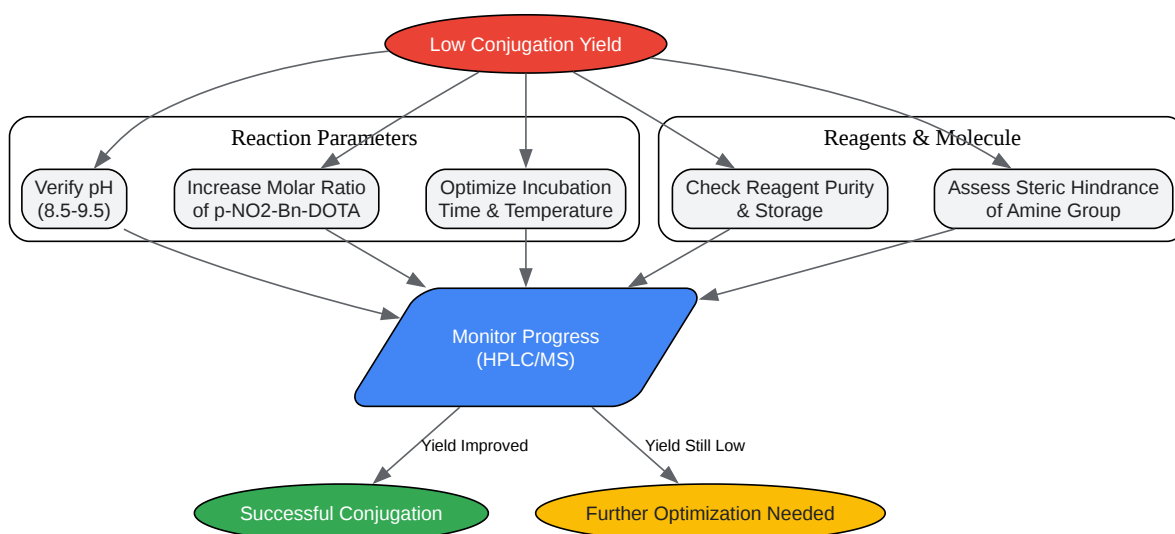 Low Conjugation Yield
Reaction Parameters
Reagents & Molecule
Verify pH
(8.5-9.5)
Increase Molar Ratio
of p-NO2-Bn-DOTA
Optimize Incubation
Time & Temperature
Check Reagent Purity
& Storage
Assess Steric Hindrance
of Amine Group
Monitor Progress
(HPLC/MS)
Yield Improved
Yield Still Low
Successful Conjugation
Further Optimization Needed